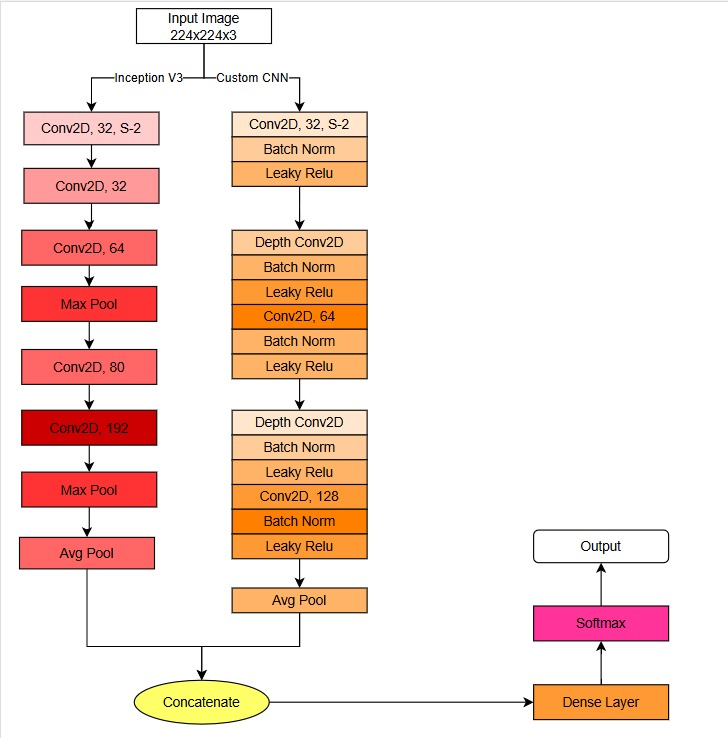 Input Image
224x224x3
Inception V3
Custom CNN
Conv2D, 32, S-2
Conv2D, 32
Conv2D, 64
Max Pool
Conv2D, 80
Conv2D, 192
Max Pool
Avg Pool
Conv2D, 32, S-2
Batch Norm
Leaky Relu
Depth Conv2D
Batch Norm
Leaky Relu
Conv2D, 64
Batch Norm
Leaky Relu
Depth Conv2D
Batch Norm
Leaky Relu
Conv2D, 128
Batch Norm
Leaky Relu
Avg Pool
Concatenate
Dense Layer
Softmax
Output